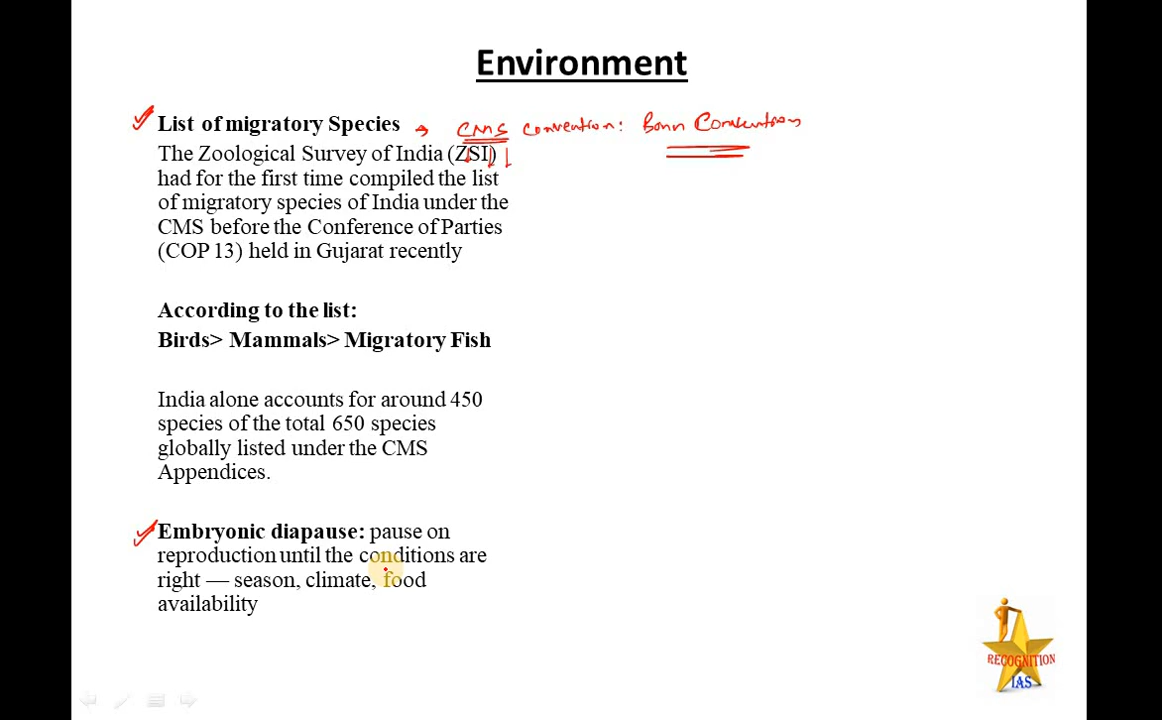 Environment
List of migratory Species → CMS Convention: Bonn Convention
The Zoological Survey of India (ZSI)
had for the first time compiled the list
of migratory species of India under the
CMS before the Conference of Parties
(COP 13) held in Gujarat recently
According to the list:
Birds> Mammals> Migratory Fish
India alone accounts for around 450
species of the total 650 species
globally listed under the CMS
Appendices.
Embryonic diapause: pause on
reproduction until the conditions are
right — season, climate, food
availability
RECOGNITION
IAS